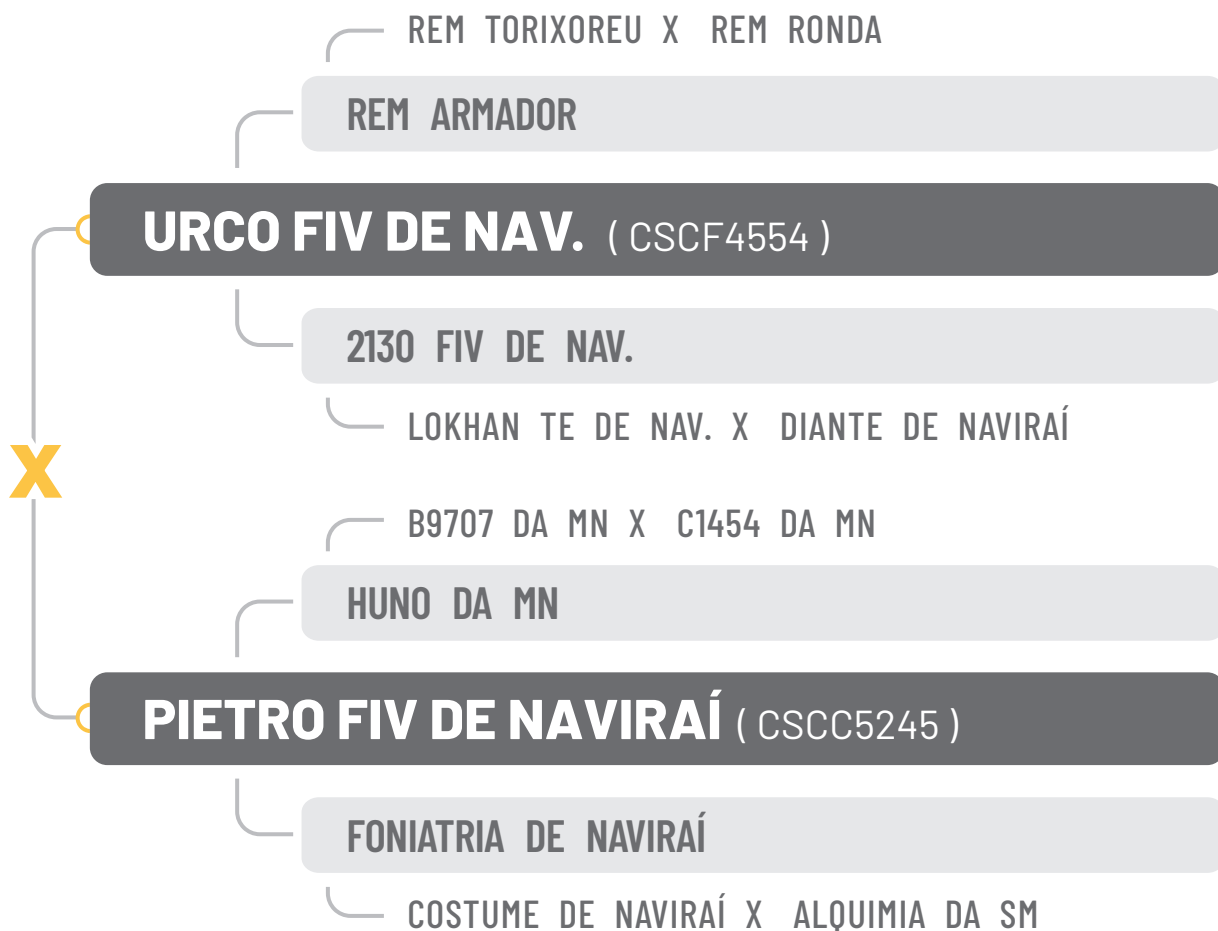 REM TORIXOREU X REM RONDA
REM ARMADOR
URCO FIV DE NAV. ( CSCF4554 )
2130 FIV DE NAV.
LOKHAN TE DE NAV. X DIANTE DE NAVIRAÍ
X
B9707 DA MN X C1454 DA MN
HUNO DA MN
PIETRO FIV DE NAVIRAÍ ( CSCC5245 )
FONIATRIA DE NAVIRAÍ
COSTUME DE NAVIRAÍ X ALQUIMIA DA SM